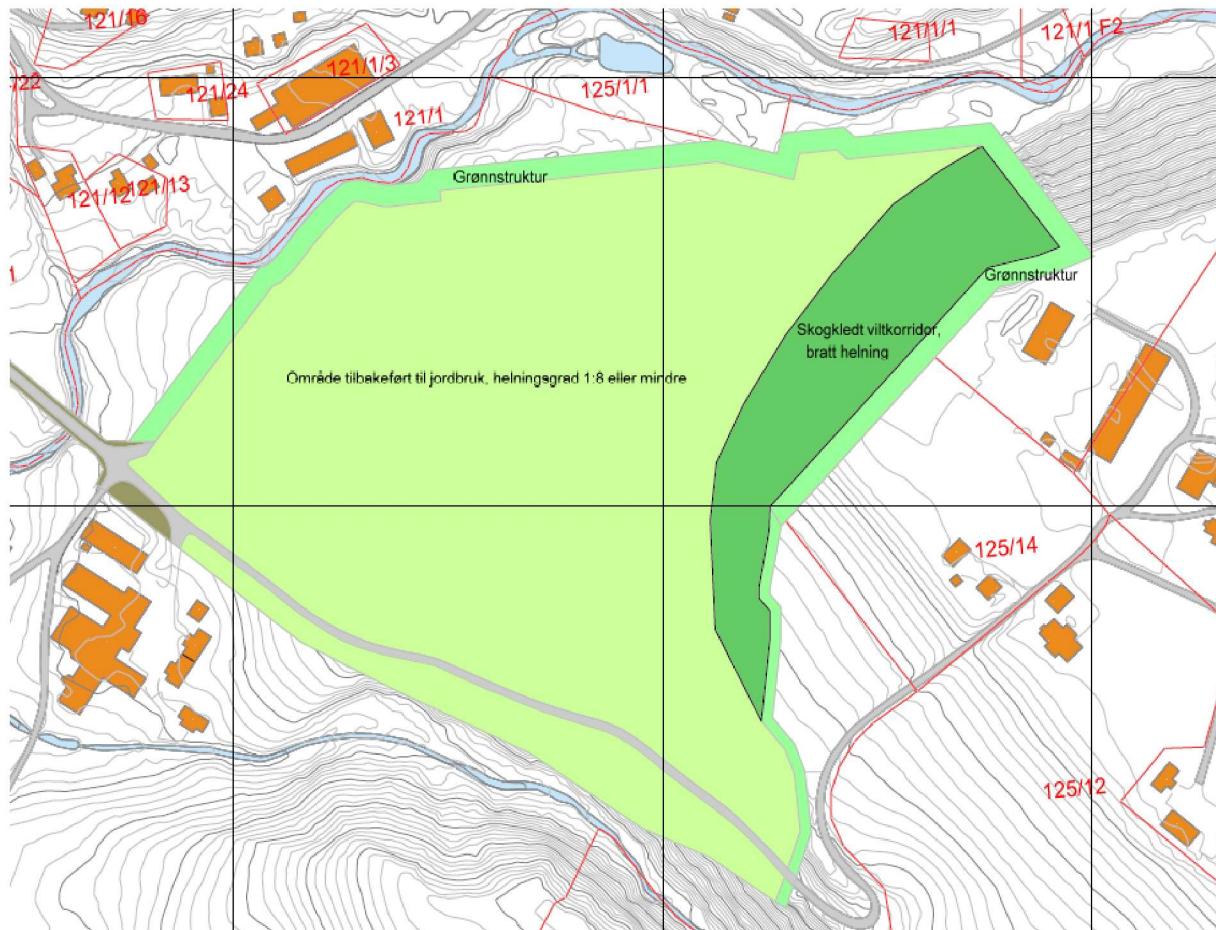 121/16
121/1/1
121/1 F2
/22
121/24
121/1/3
125/1/1
121/1
Grønnstruktur
121/12
121/13
1
Grønnstruktur
Skogkledt viltkorridor,
bratt helning
Område tilbakeført til jordbruk, helningsgrad 1:8 eller mindre
125/14
125/12